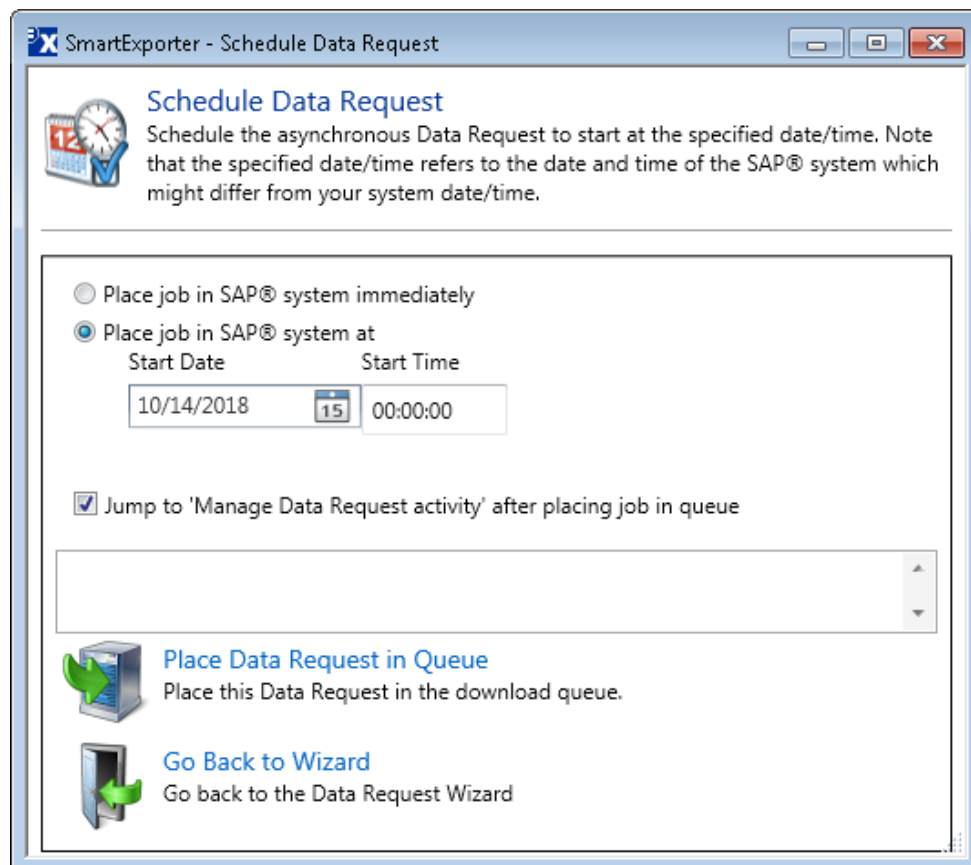 SmartExporter - Schedule Data Request
Schedule Data Request
Schedule the asynchronous Data Request to start at the specified date/time. Note
that the specified date/time refers to the date and time of the SAP® system which
might differ from your system date/time.
12
Place job in SAP® system immediately
Place job in SAP® system at
Start Date Start Time
10/14/2018 15 00:00:00
Jump to 'Manage Data Request activity' after placing job in queue
Place Data Request in Queue
Place this Data Request in the download queue.
Go Back to Wizard
Go back to the Data Request Wizard